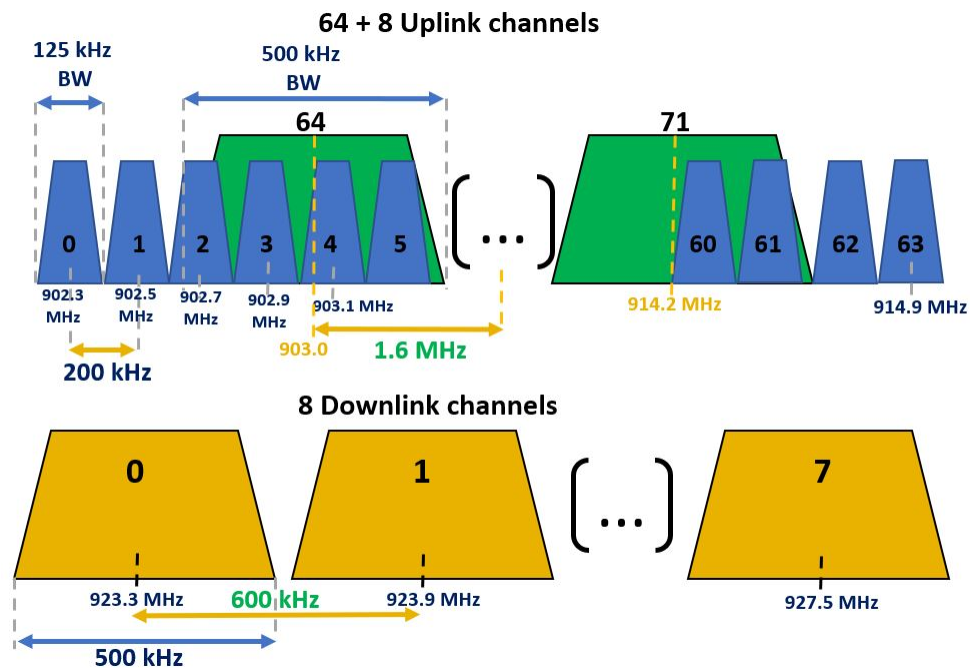 64 + 8 Uplink channels
125 kHz
BW
500 kHz
BW
64
71
0
1
2
3
4
5
...
60
61
62
63
902.3
MHz
902.5
MHz
902.7
MHz
902.9
MHz
903.1 MHz
914.2 MHz
914.9 MHz
903.0
1.6 MHz
200 kHz
8 Downlink channels
0
1
...
7
923.3 MHz
600 kHz
923.9 MHz
927.5 MHz
500 kHz